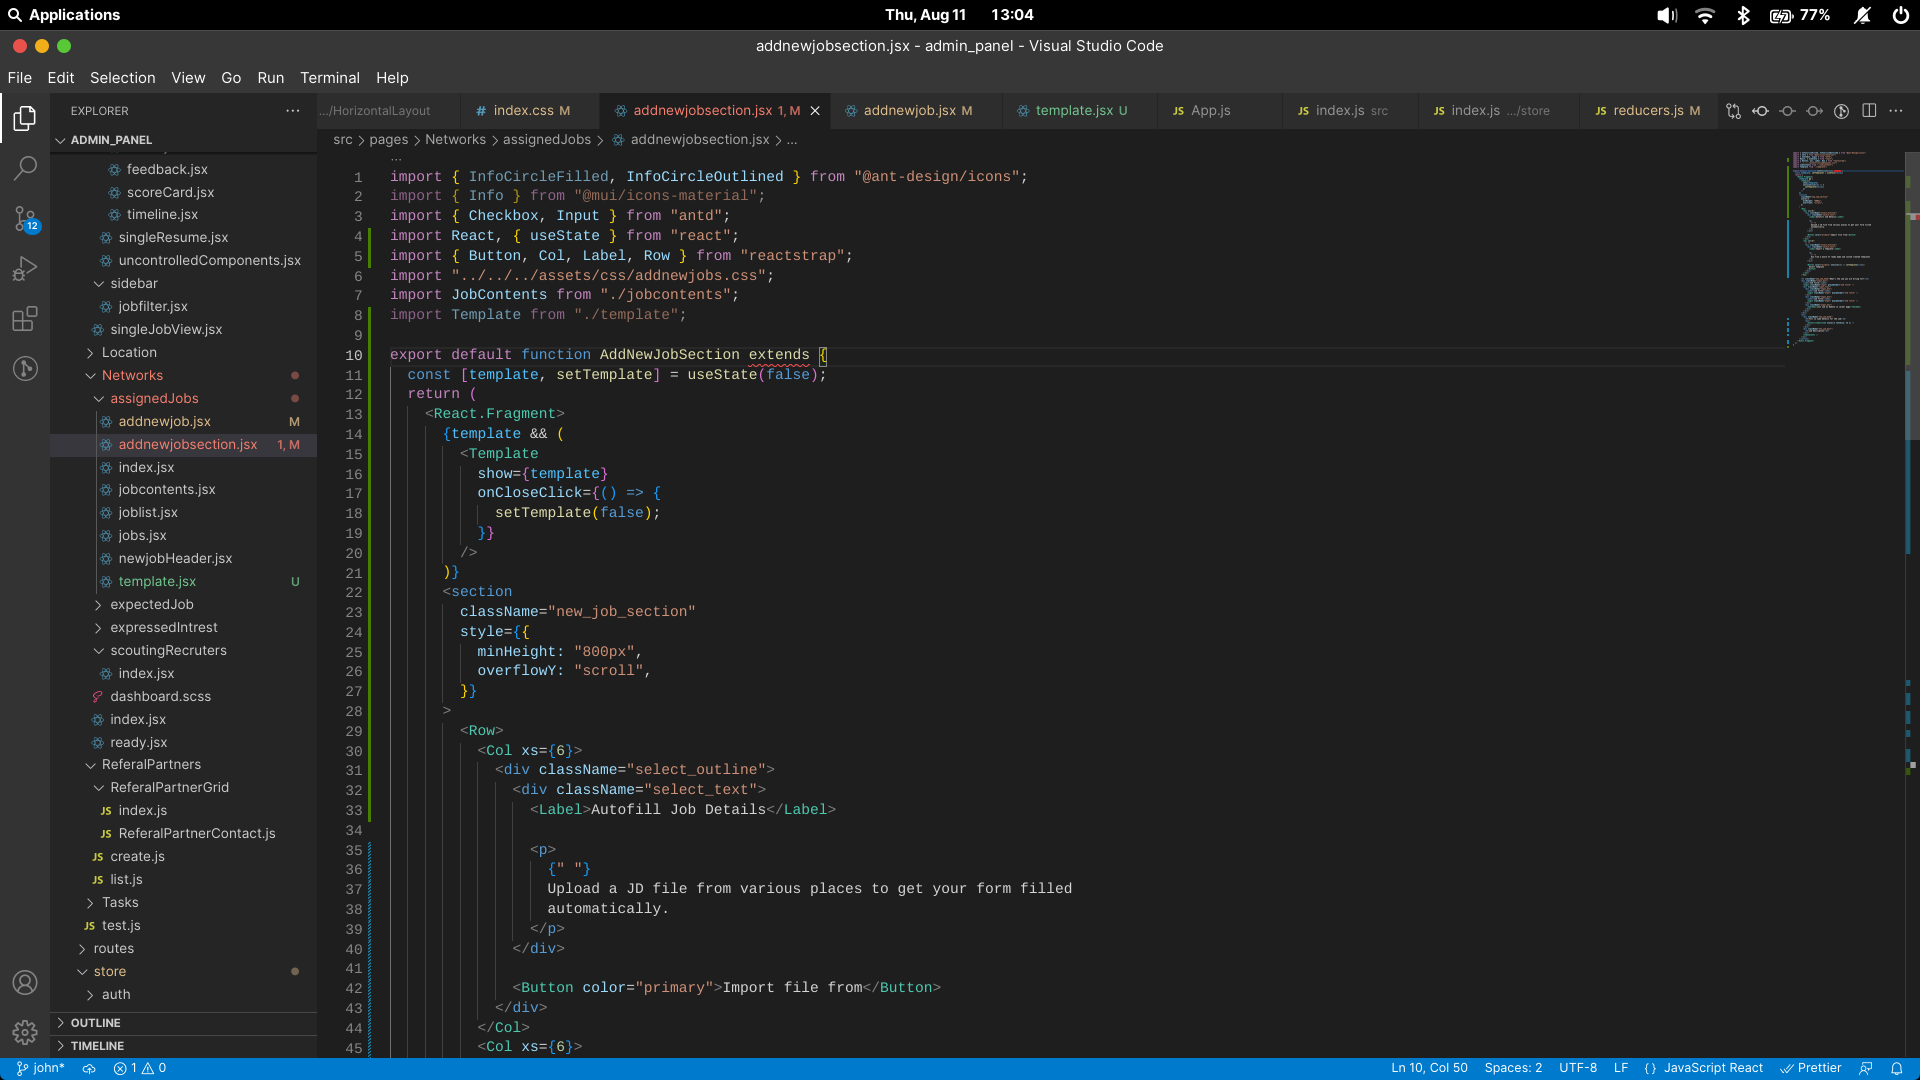 Applications
Thu, Aug 11 13:04
77%
addnewjobsection.jsx - admin_panel - Visual Studio Code
File Edit Selection View Go Run Terminal Help
EXPLORER
.../HorizontalLayout
# index.css M
addnewjobsection.jsx 1, M
addnewjob.jsx M
template.jsx U
JS App.js
JS index.js src
JS index.js .../store
JS reducers.js M
ADMIN_PANEL
src > pages > Networks > assignedJobs > addnewjobsection.jsx > ...
feedback.jsx
scoreCard.jsx
timeline.jsx
singleResume.jsx
12
uncontrolledComponents.jsx
sidebar
jobfilter.jsx
singleJobView.jsx
Location
Networks
assignedJobs
addnewjob.jsx M
addnewjobsection.jsx 1, M
index.jsx
jobcontents.jsx
joblist.jsx
jobs.jsx
newjobHeader.jsx
template.jsx U
expectedJob
expressedIntrest
scoutingRecruters
index.jsx
dashboard.scss
index.jsx
ready.jsx
ReferalPartners
ReferalPartnerGrid
JS index.js
JS ReferalPartnerContact.js
JS create.js
JS list.js
Tasks
JS test.js
routes
store
auth
OUTLINE
TIMELINE
...
1 import { InfoCircleFilled, InfoCircleOutlined } from "@ant-design/icons";
2 import { Info } from "@mui/icons-material";
3 import { Checkbox, Input } from "antd";
4 import React, { useState } from "react";
5 import { Button, Col, Label, Row } from "reactstrap";
6 import "../../../assets/css/addnewjobs.css";
7 import JobContents from "./jobcontents";
8 import Template from "./template";
9
10 export default function AddNewJobSection extends {
11 const [template, setTemplate] = useState(false);
12 return (
13 <React.Fragment>
14 {template && (
15 <Template
16 show={template}
17 onCloseClick={() => {
18 setTemplate(false);
19 }}
20 />
21 )}
22 <section
23 className="new_job_section"
24 style={{
25 minHeight: "800px",
26 overflowY: "scroll",
27 }}
28 >
29 <Row>
30 <Col xs={6}>
31 <div className="select_outline">
32 <div className="select_text">
33 <Label>Autofill Job Details</Label>
34
35 <p>
36 {" "}
37 Upload a JD file from various places to get your form filled
38 automatically.
39 </p>
40 </div>
41
42 <Button color="primary">Import file from</Button>
43 </div>
44 </Col>
45 <Col xs={6}>
john* 1 0
Ln 10, Col 50 Spaces: 2 UTF-8 LF {} JavaScript React Prettier